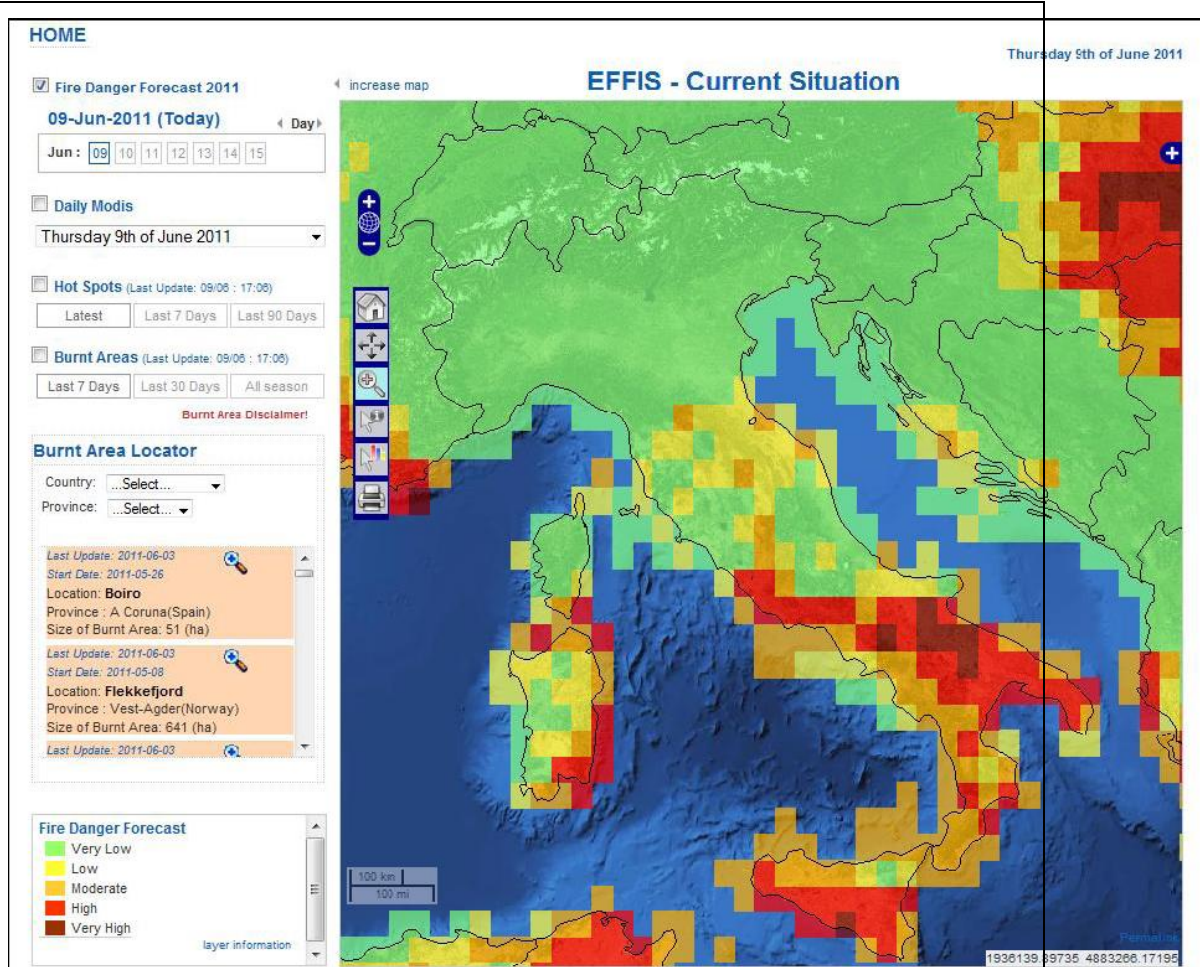 HOME
Thursday 9th of June 2011
Fire Danger Forecast 2011
09-Jun-2011 (Today)
Day
Jun : 09 10 11 12 13 14 15
Daily Modis
Thursday 9th of June 2011
Hot Spots (Last Update: 09/06 : 17:06)
Latest Last 7 Days Last 90 Days
Burnt Areas (Last Update: 09/06 : 17:06)
Last 7 Days Last 30 Days All season
Burnt Area Disclaimer!
Burnt Area Locator
Country: ...Select...
Province: ...Select...
Last Update: 2011-06-03
Start Date: 2011-05-26
Location: Boiro
Province : A Coruna(Spain)
Size of Burnt Area: 51 (ha)
Last Update: 2011-06-03
Start Date: 2011-05-08
Location: Flekkefjord
Province : Vest-Agder(Norway)
Size of Burnt Area: 641 (ha)
Last Update: 2011-06-03
Fire Danger Forecast
Very Low
Low
Moderate
High
Very High
layer information
increase map
EFFIS - Current Situation
100 km
100 mi
Permalink
1936139.89735 4883266.17195